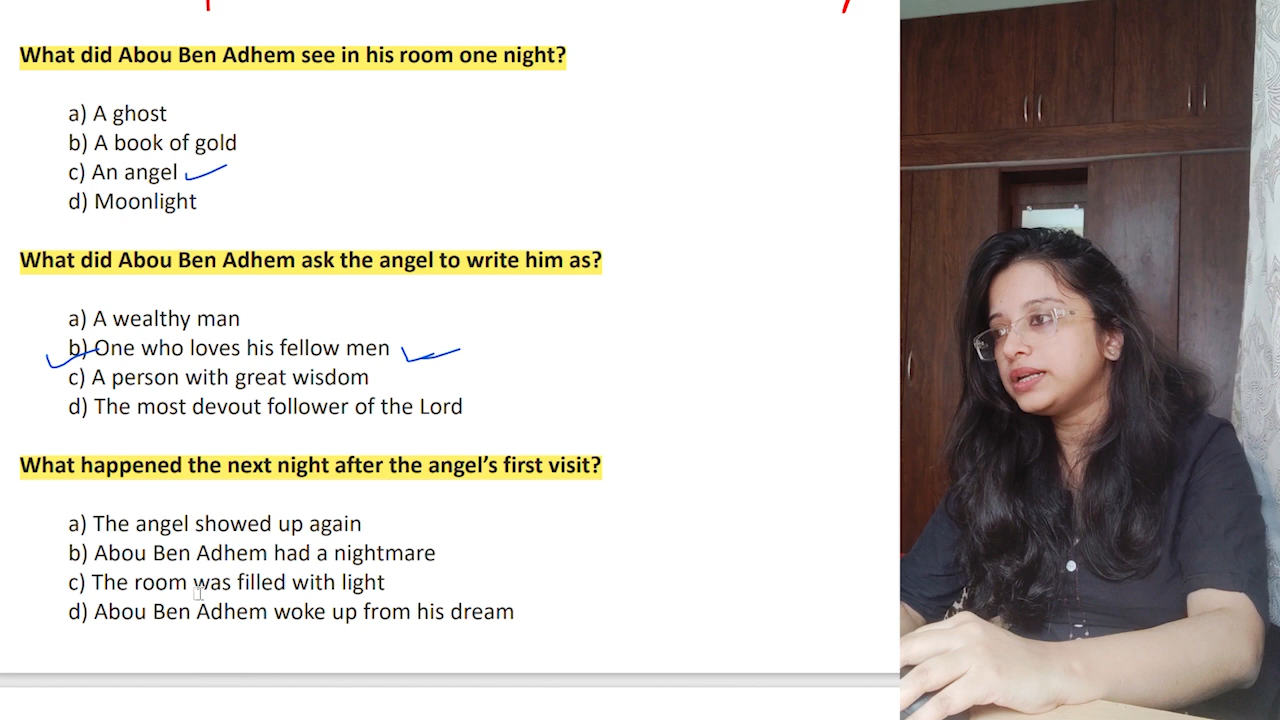 What did Abou Ben Adhem see in his room one night?
a) A ghost
b) A book of gold
c) An angel
d) Moonlight
What did Abou Ben Adhem ask the angel to write him as?
a) A wealthy man
b) One who loves his fellow men
c) A person with great wisdom
d) The most devout follower of the Lord
What happened the next night after the angel’s first visit?
a) The angel showed up again
b) Abou Ben Adhem had a nightmare
c) The room was filled with light
d) Abou Ben Adhem woke up from his dream